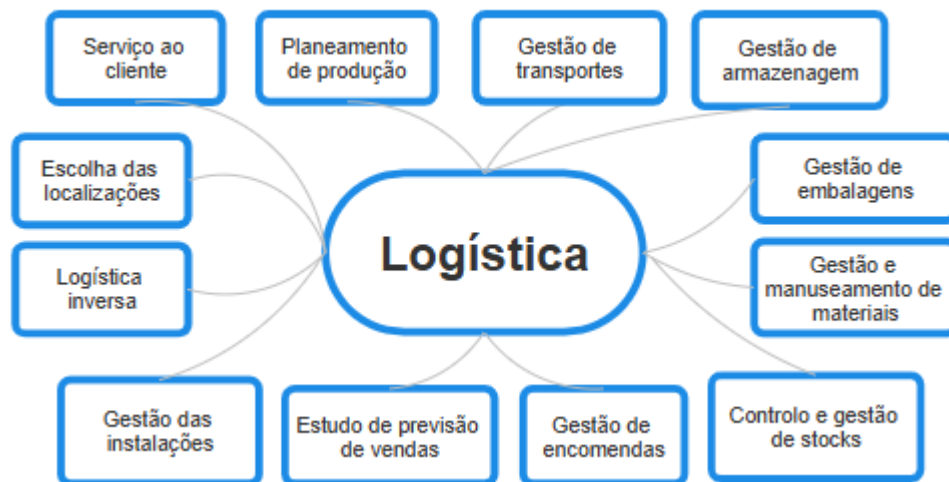 Serviço ao
cliente
Planeamento
de produção
Gestão de
transportes
Gestão de
armazenagem
Escolha das
localizações
Gestão de
embalagens
Logística
Logística
inversa
Gestão e
manuseamento de
materiais
Gestão das
instalações
Estudo de previsão
de vendas
Gestão de
encomendas
Controlo e gestão
de stocks